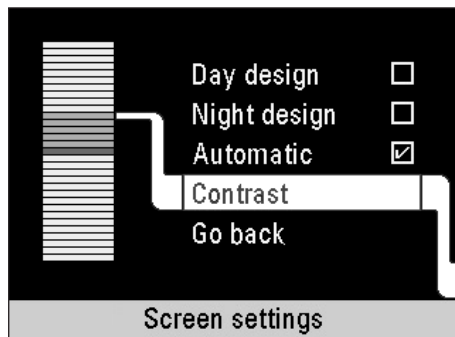 Day design
Night design
Automatic
Contrast
Go back
Screen settings